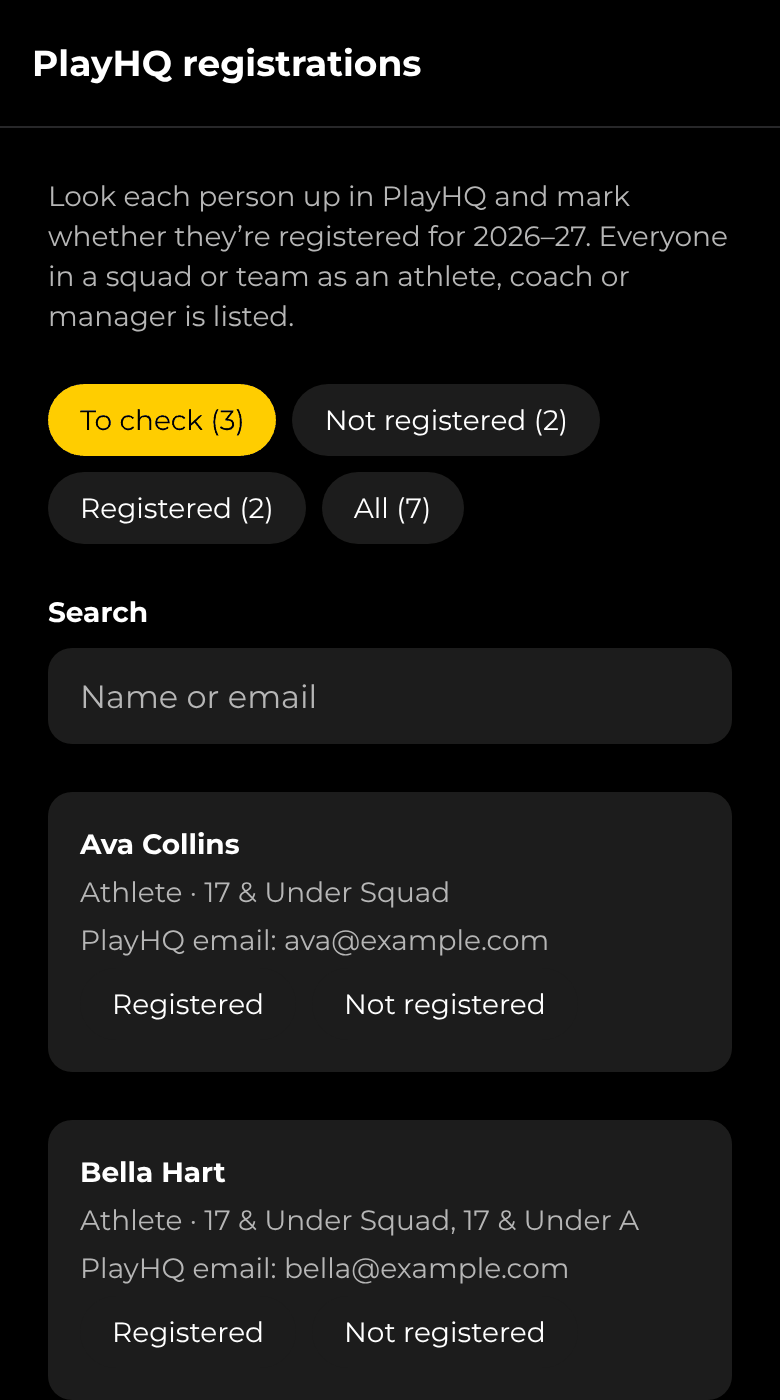 PlayHQ registrations
Look each person up in PlayHQ and mark
whether they’re registered for 2026–27. Everyone
in a squad or team as an athlete, coach or
manager is listed.
To check (3)
Not registered (2)
Registered (2)
All (7)
Search
Name or email
Ava Collins
Athlete · 17 & Under Squad
PlayHQ email: ava@example.com
Registered
Not registered
Bella Hart
Athlete · 17 & Under Squad, 17 & Under A
PlayHQ email: bella@example.com
Registered
Not registered